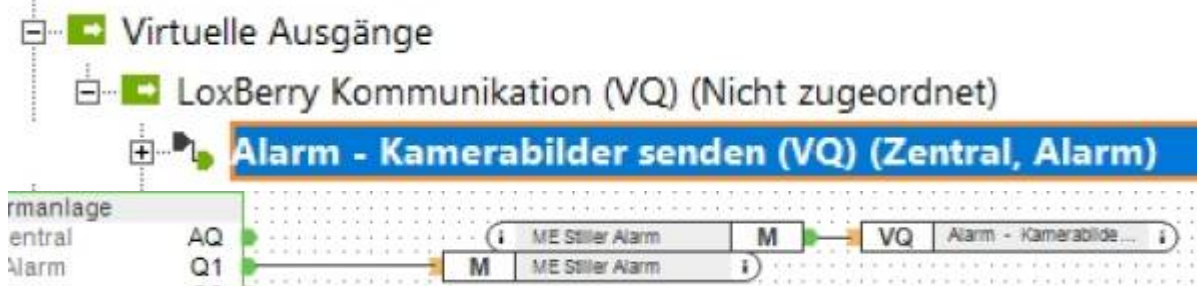 Virtuelle Ausgänge
LoxBerry Kommunikation (VQ) (Nicht zugeordnet)
Alarm - Kamerabilder senden (VQ) (Zentral, Alarm)
rmanlage
entral AQ i ME Stiller Alarm M VQ Alarm - Kamerabilde... i
Alarm Q1 M ME Stiller Alarm i